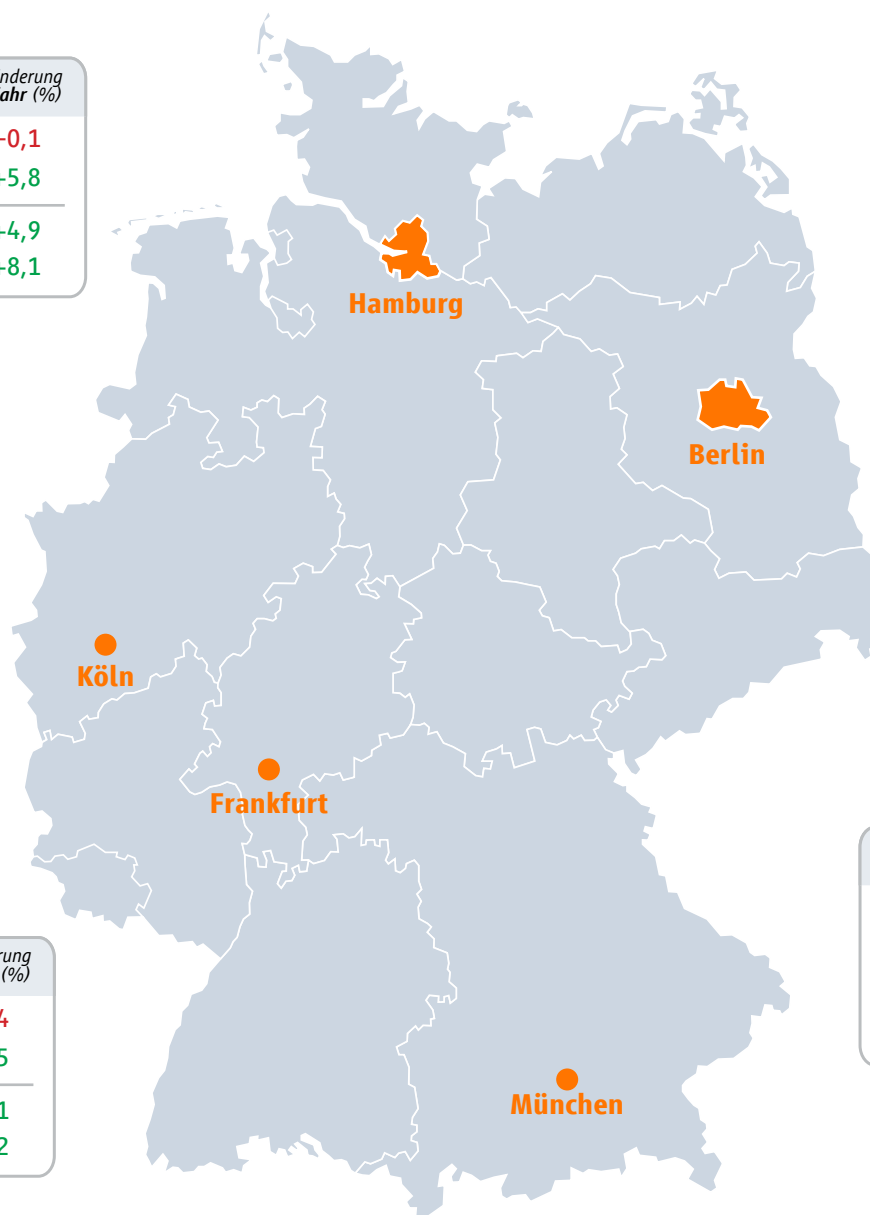 nderung
ahr (%)
-0,1
-5,8
-4,9
-8,1
Hamburg
Berlin
Köln
Frankfurt
rung
(%)
4
5
1
2
München